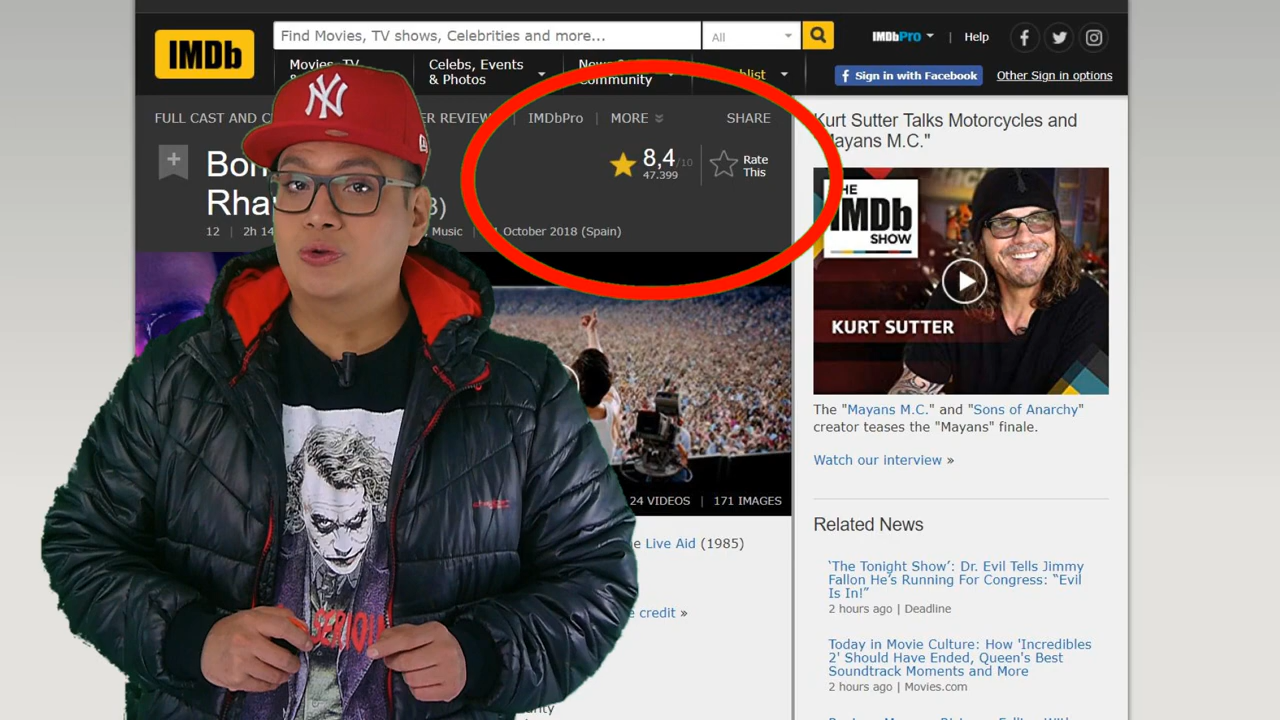 IMDb
Find Movies, TV shows, Celebrities and more...
All
IMDbPro
Help
Movies, TV
Celebs, Events
& Photos
Community
Sign in with Facebook
Other Sign in options
FULL CAST AND
IMDbPro
MORE
SHARE
8,4/10
47.399
Rate
This
12
2h 14
Music
October 2018 (Spain)
24 VIDEOS
171 IMAGES
Live Aid (1985)
credit »
NY
SERIOU
Kurt Sutter Talks Motorcycles and
Mayans M.C."
THE
IMDb
SHOW
KURT SUTTER
The "Mayans M.C." and "Sons of Anarchy"
creator teases the "Mayans" finale.
Watch our interview »
Related News
‘The Tonight Show’: Dr. Evil Tells Jimmy
Fallon He’s Running For Congress: “Evil
Is In!”
2 hours ago | Deadline
Today in Movie Culture: How 'Incredibles
2' Should Have Ended, Queen's Best
Soundtrack Moments and More
2 hours ago | Movies.com